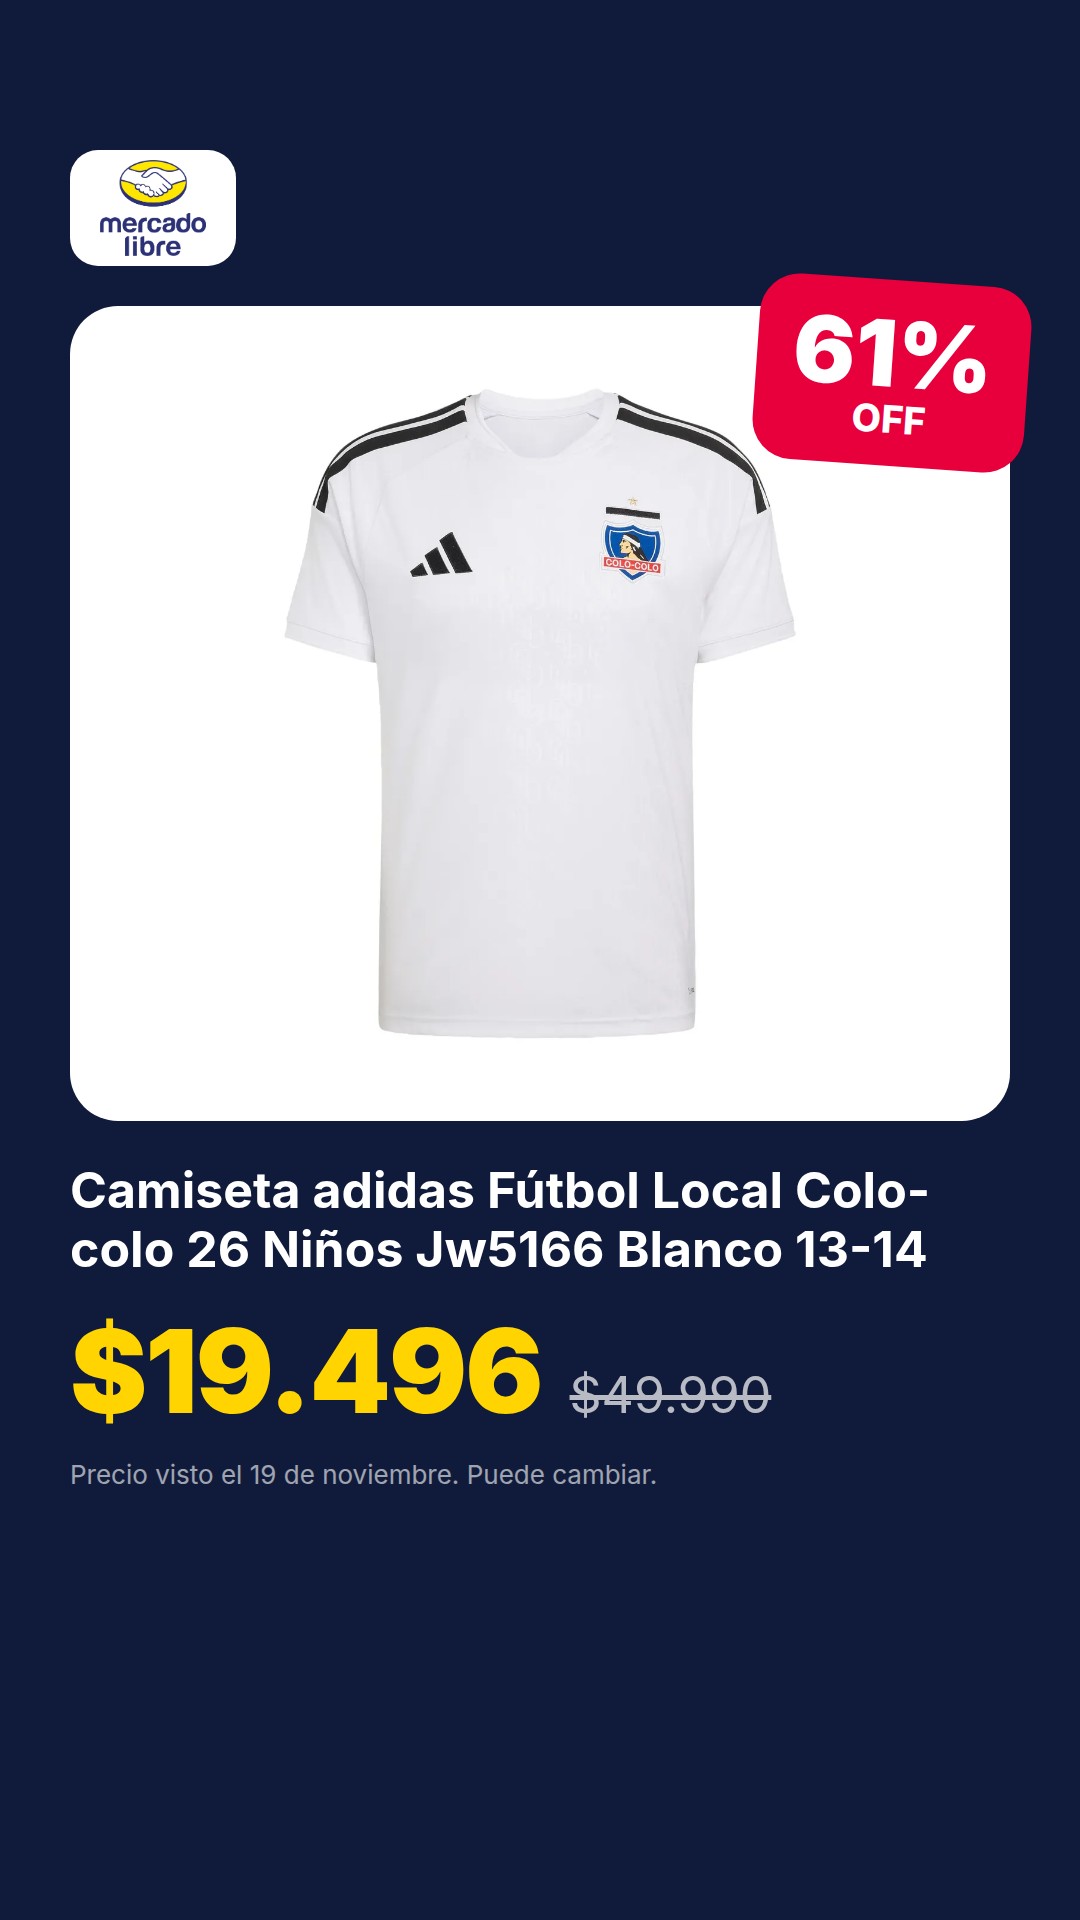 mercado
libre
61%
OFF
COLO-COLO
Camiseta adidas Fútbol Local Colo-
colo 26 Niños Jw5166 Blanco 13-14
$19.496 $49.990
Precio visto el 19 de noviembre. Puede cambiar.